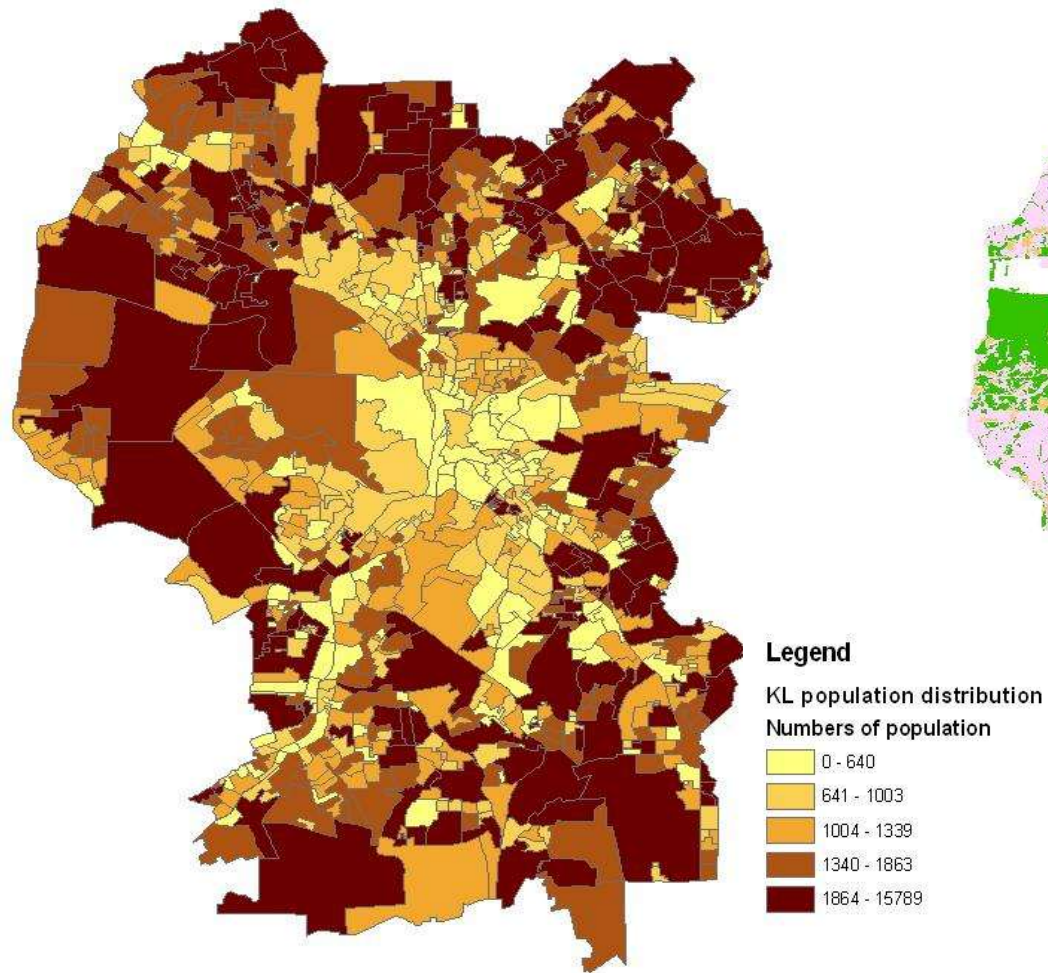 Legend
KL population distribution
Numbers of population
0 - 640
641 - 1003
1004 - 1339
1340 - 1863
1864 - 15789